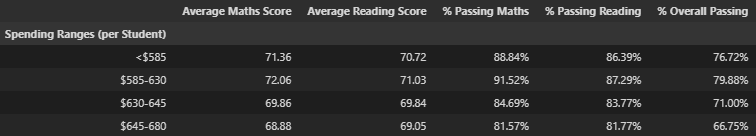 Average Maths Score Average Reading Score % Passing Maths % Passing Reading % Overall Passing
Spending Ranges (per Student)
<$585 71.36 70.72 88.84% 86.39% 76.72%
$585-630 72.06 71.03 91.52% 87.29% 79.88%
$630-645 69.86 69.84 84.69% 83.77% 71.00%
$645-680 68.88 69.05 81.57% 81.77% 66.75%